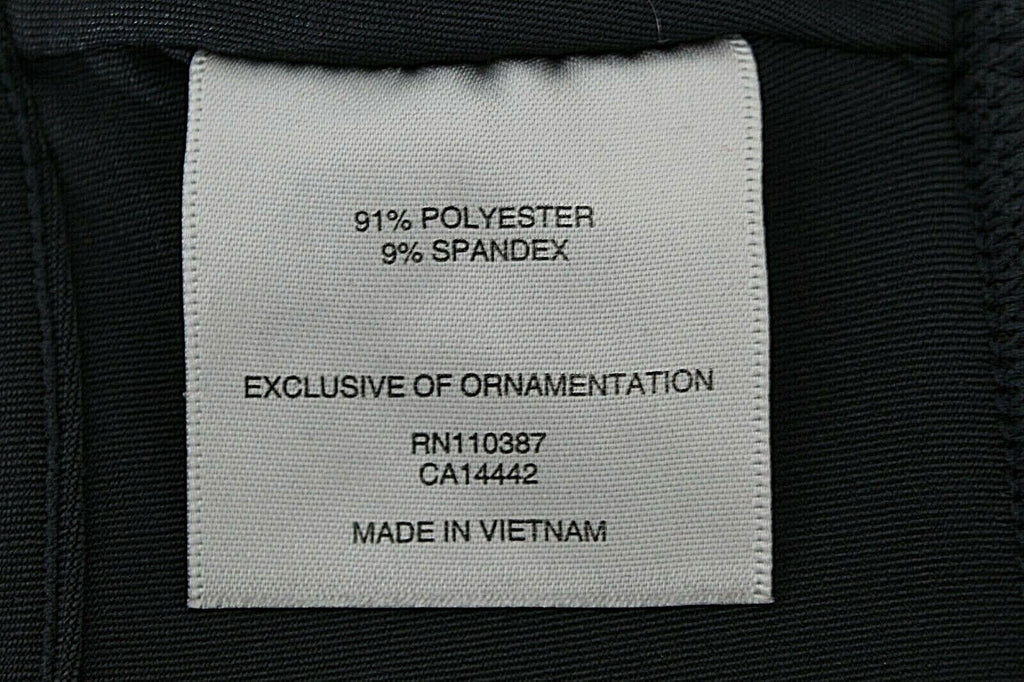 91% POLYESTER
9% SPANDEX
EXCLUSIVE OF ORNAMENTATION
RN110387
CA14442
MADE IN VIETNAM